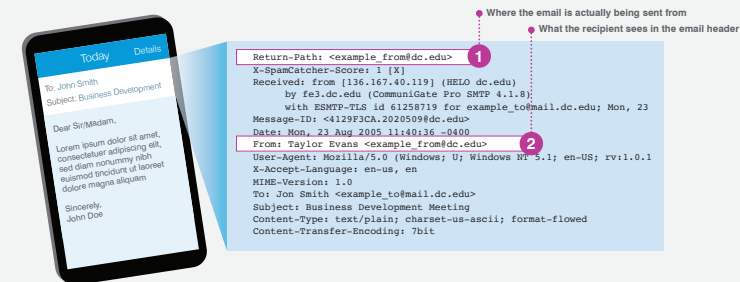 Where the email is actually being sent from
What the recipient sees in the email header
Today Details
To: John Smith
Subject: Business Development
Dear Sir/Madam,
Lorem ipsum dolor sit amet,
consectetuer adipiscing elit,
sed diam nonummy nibh
euismod tincidunt ut laoreet
dolore magna aliquam
Sincerely,
John Doe
Return-Path: <example_from@dc.edu>
1
X-SpamCatcher-Score: 1 [X]
Received: from [136.167.40.119] (HELO dc.edu)
by fe3.dc.edu (CommuniGate Pro SMTP 4.1.8)
with ESMTP-TLS id 61258719 for example_to@mail.dc.edu; Mon, 23
Message-ID: <4129F3CA.2020509@dc.edu>
Date: Mon, 23 Aug 2005 11:40:36 -0400
From: Taylor Evans <example_from@dc.edu>
2
User-Agent: Mozilla/5.0 (Windows; U; Windows NT 5.1; en-US; rv:1.0.1
X-Accept-Language: en-us, en
MIME-Version: 1.0
To: Jon Smith <example_to@mail.dc.edu>
Subject: Business Development Meeting
Content-Type: text/plain; charset-us-ascii; format-flowed
Content-Transfer-Encoding: 7bit